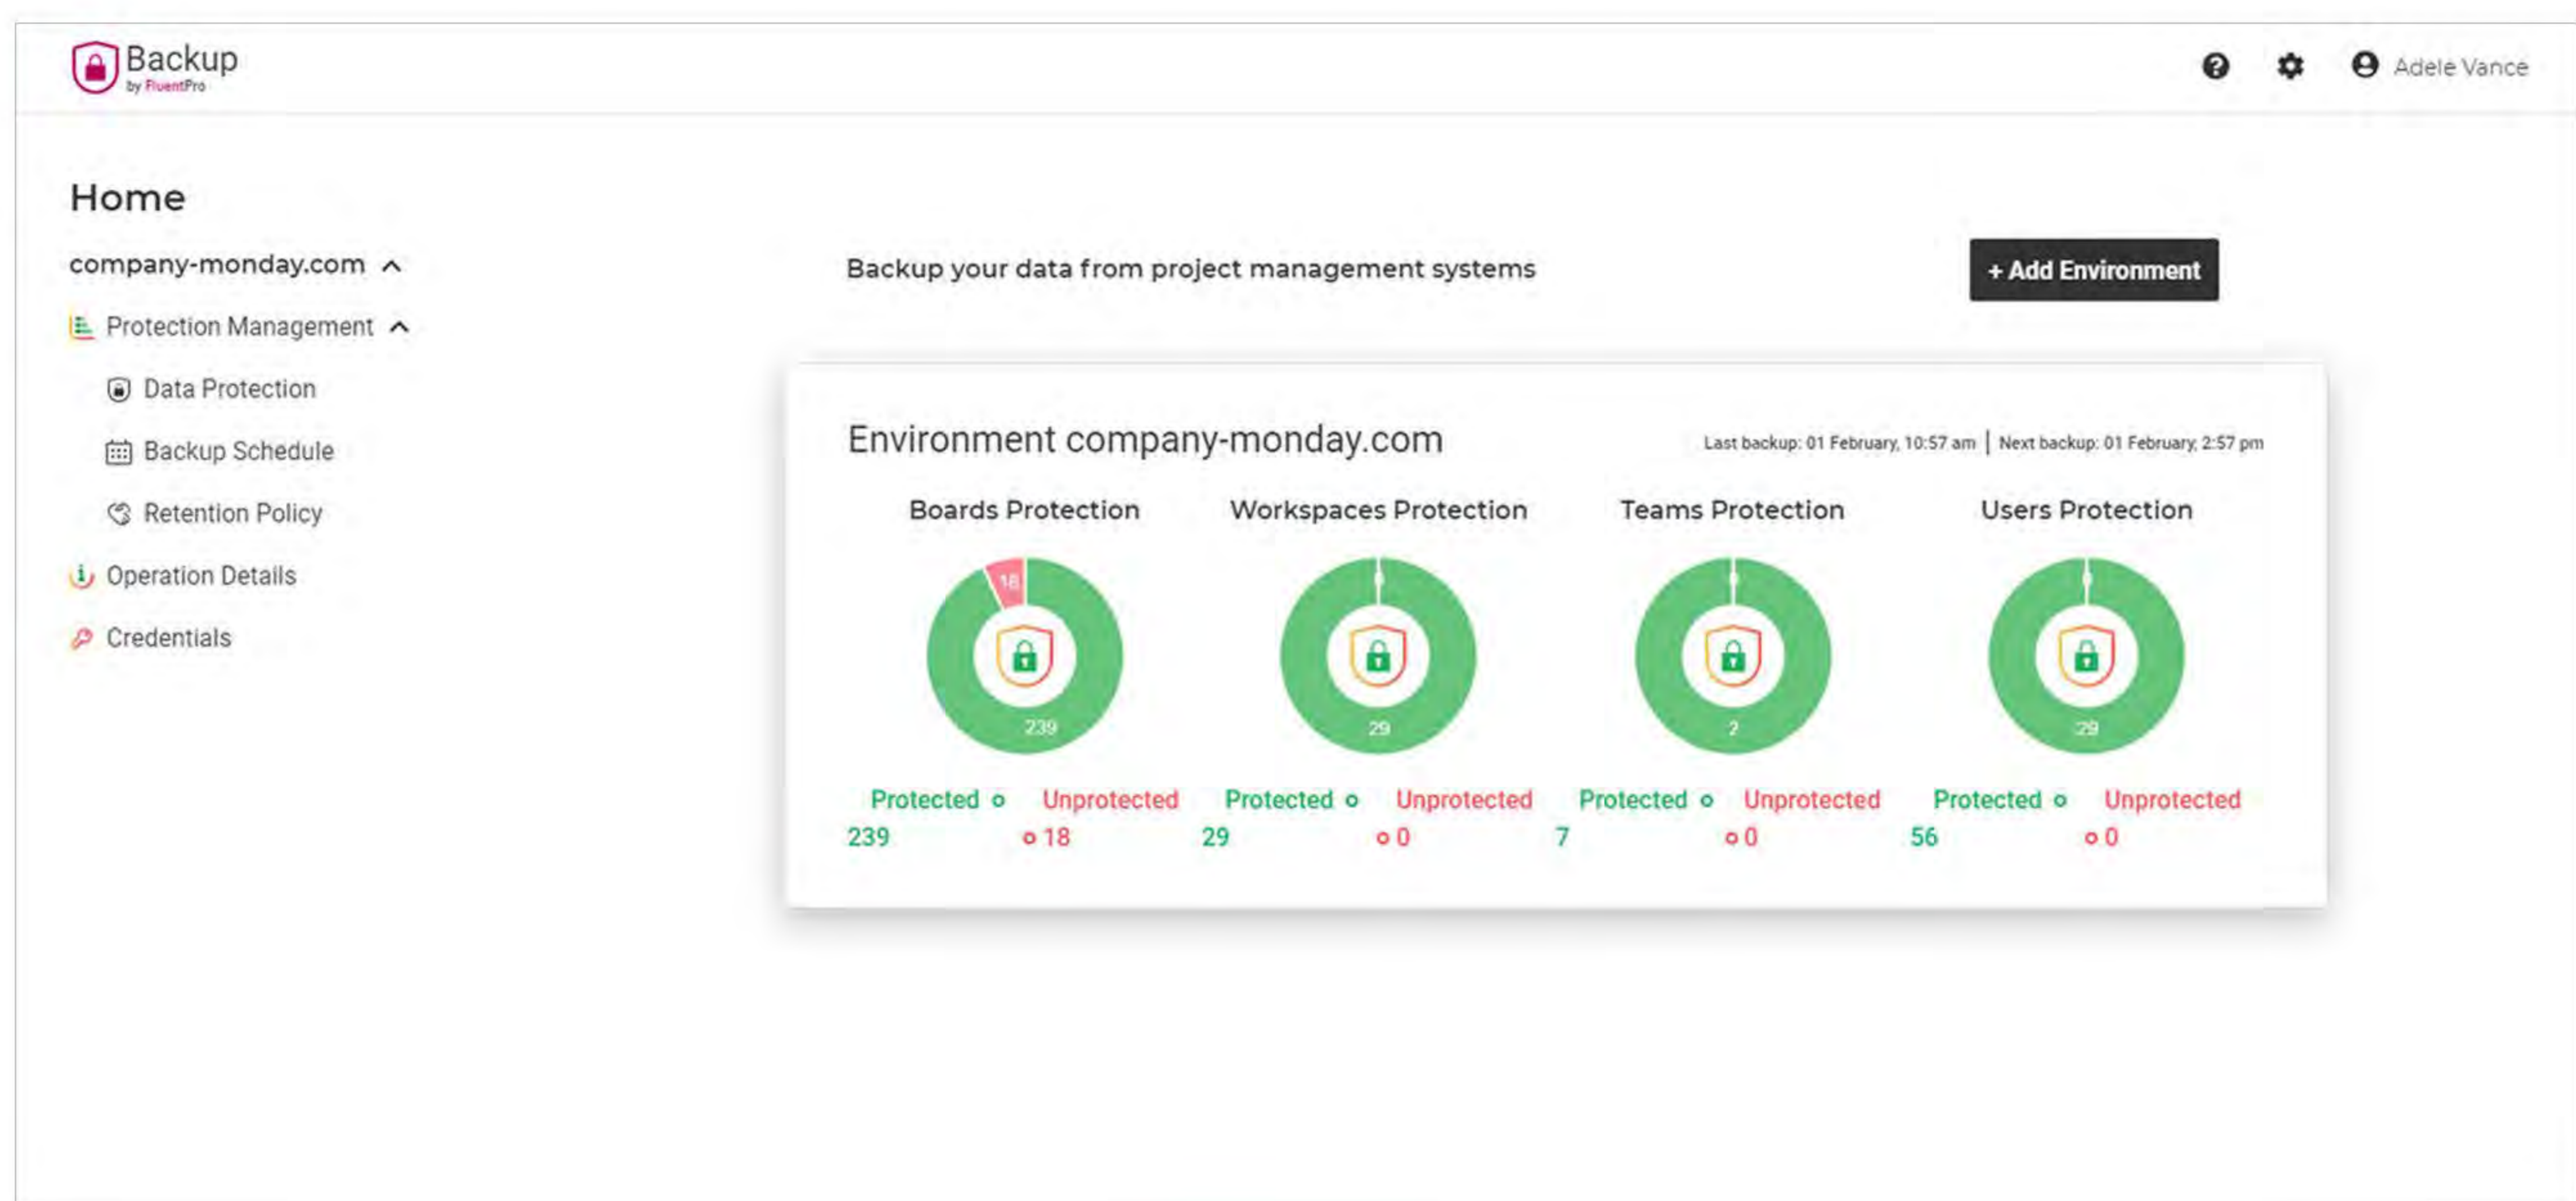 Backup
by FluentPro
Adele Vance
Home
company-monday.com
Backup your data from project management systems
+ Add Environment
Protection Management
Data Protection
Backup Schedule
Retention Policy
Operation Details
Credentials
Environment company-monday.com
Last backup: 01 February, 10:57 am | Next backup: 01 February, 2:57 pm
Boards Protection
18
239
Protected
Unprotected
239
18
Workspaces Protection
0
29
Protected
Unprotected
29
0
Teams Protection
0
2
Protected
Unprotected
7
0
Users Protection
0
29
Protected
Unprotected
56
0